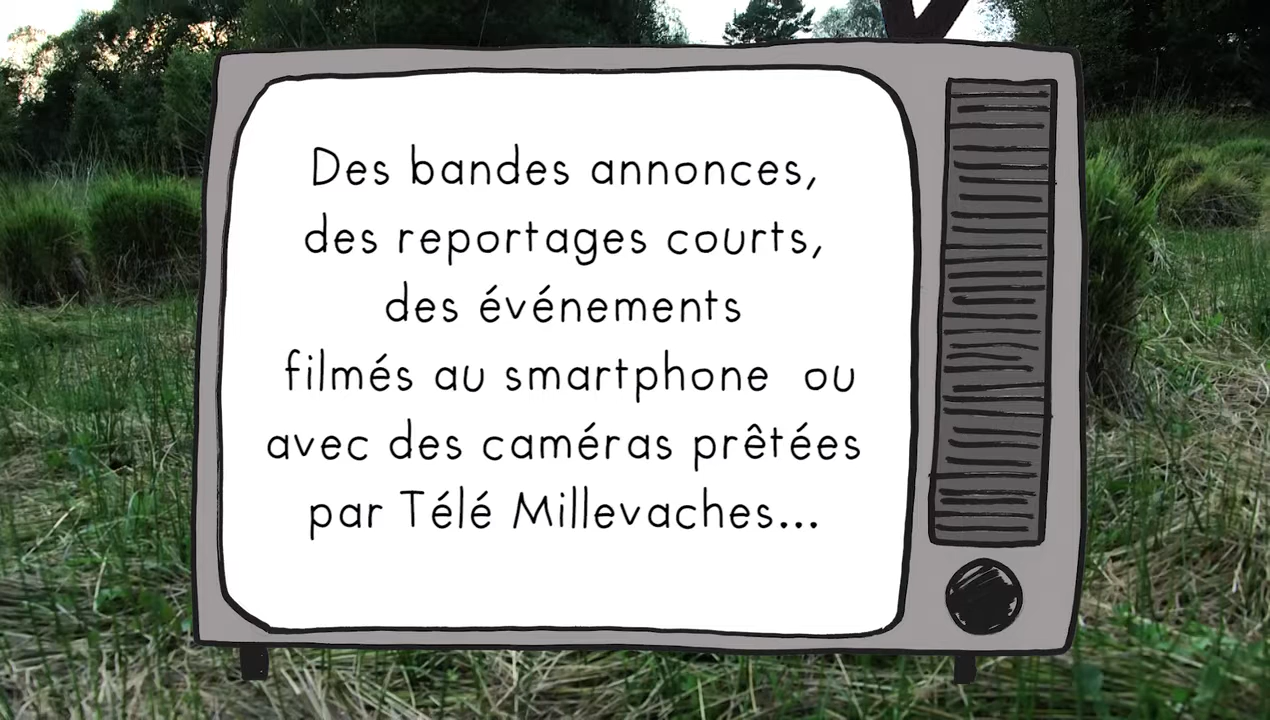 Des bandes annonces,
des reportages courts,
des événements
filmés au smartphone ou
avec des caméras prêtées
par Télé Millevaches...